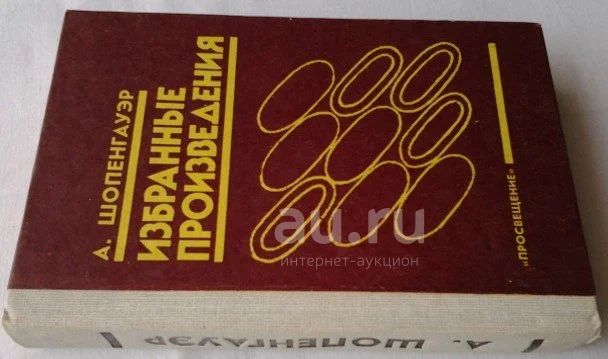 А. ШОПЕНГАУЭР
ИЗБРАННЫЕ
ПРОИЗВЕДЕНИЯ
"ПРОСВЕЩЕНИЕ"
au.ru
интернет-аукцион
А. ШОПЕНГАУЭР